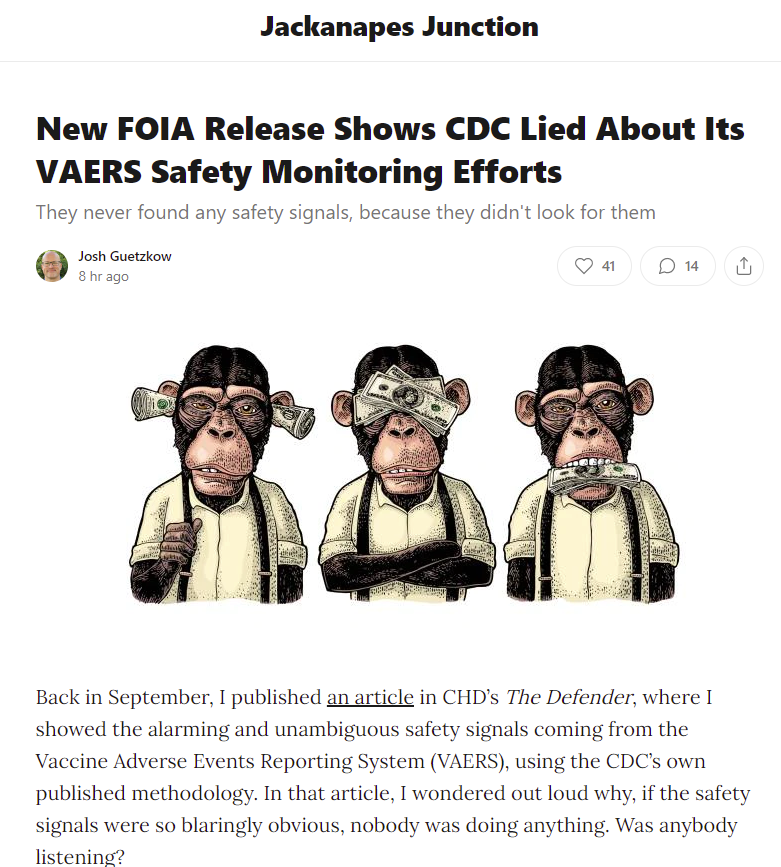 Jackanapes Junction
New FOIA Release Shows CDC Lied About Its
VAERS Safety Monitoring Efforts
They never found any safety signals, because they didn't look for them
Josh Guetzkow
8 hr ago
41
14
Back in September, I published an article in CHD’s The Defender, where I
showed the alarming and unambiguous safety signals coming from the
Vaccine Adverse Events Reporting System (VAERS), using the CDC’s own
published methodology. In that article, I wondered out loud why, if the safety
signals were so blaringly obvious, nobody was doing anything. Was anybody
listening?